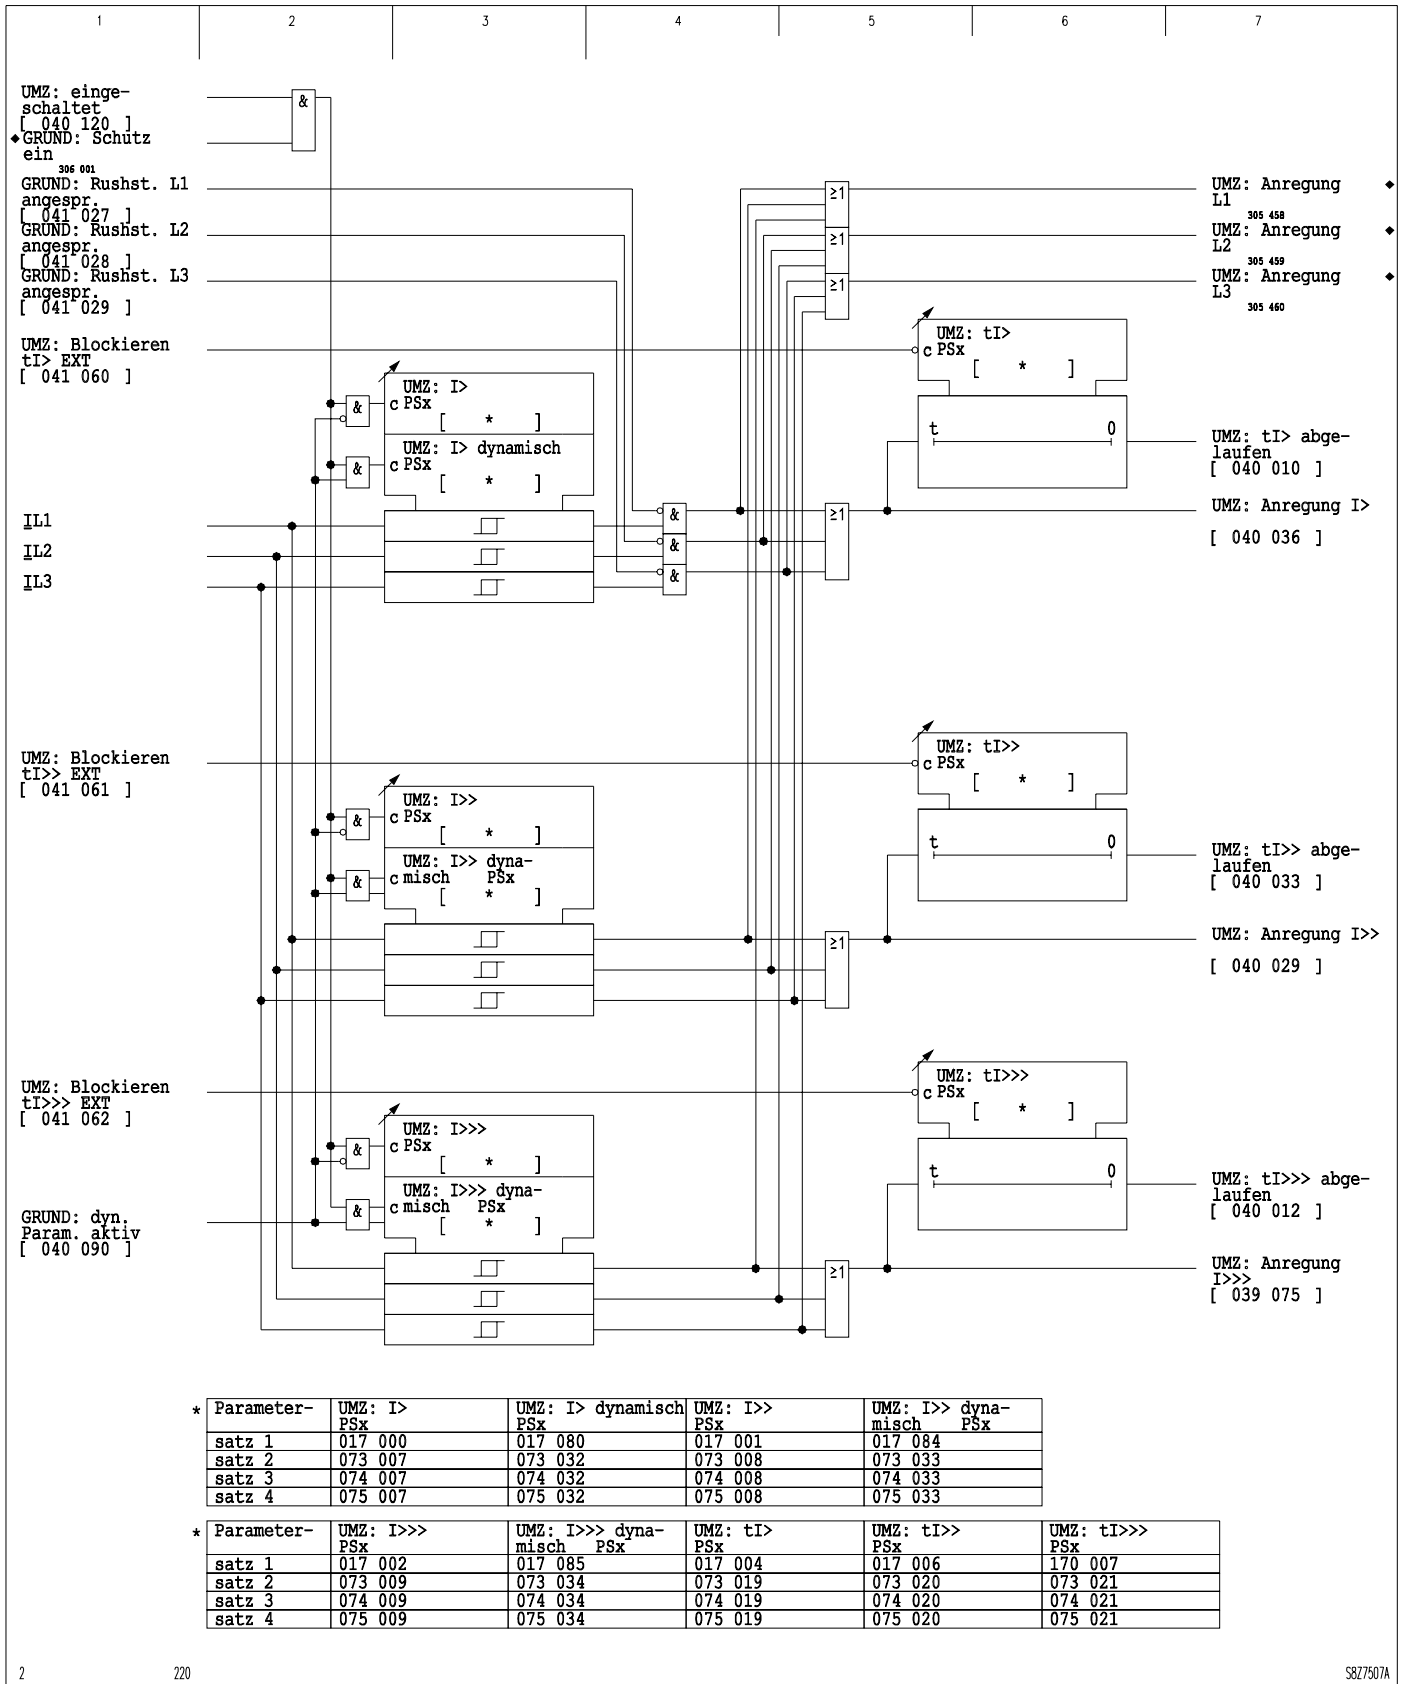 1 2 3 4 5 6 7
UMZ: einge-
schaltet
[ 040 120 ]
◆GRUND: Schutz
ein
306 001
GRUND: Rushst. L1
angespr.
[ 041 027 ]
GRUND: Rushst. L2
angespr.
[ 041 028 ]
GRUND: Rushst. L3
angespr.
[ 041 029 ]
UMZ: Blockieren
tI> EXT
[ 041 060 ]
I̲L1
I̲L2
I̲L3
UMZ: Blockieren
tI>> EXT
[ 041 061 ]
UMZ: Blockieren
tI>>> EXT
[ 041 062 ]
GRUND: dyn.
Param. aktiv
[ 040 090 ]
&
&
&
&
&
&
&
UMZ: I>
c PSx
[ * ]
UMZ: I> dynamisch
c PSx
[ * ]
UMZ: I>>
c PSx
[ * ]
UMZ: I>> dyna-
c misch PSx
[ * ]
UMZ: I>>>
c PSx
[ * ]
UMZ: I>>> dyna-
c misch PSx
[ * ]
&
&
&
≥1
≥1
≥1
≥1
≥1
≥1
UMZ: tI>
c PSx
[ * ]
t 0
UMZ: tI>>
c PSx
[ * ]
t 0
UMZ: tI>>>
c PSx
[ * ]
t 0
UMZ: Anregung ◆
L1
305 458
UMZ: Anregung ◆
L2
305 459
UMZ: Anregung ◆
L3
305 460
UMZ: tI> abge-
laufen
[ 040 010 ]
UMZ: Anregung I>
[ 040 036 ]
UMZ: tI>> abge-
laufen
[ 040 033 ]
UMZ: Anregung I>>
[ 040 029 ]
UMZ: tI>>> abge-
laufen
[ 040 012 ]
UMZ: Anregung
I>>>
[ 039 075 ]
* Parameter- UMZ: I> UMZ: I> dynamisch UMZ: I>> UMZ: I>> dyna-
PSx PSx PSx misch PSx
satz 1 017 000 017 080 017 001 017 084
satz 2 073 007 073 032 073 008 073 033
satz 3 074 007 074 032 074 008 074 033
satz 4 075 007 075 032 075 008 075 033
* Parameter- UMZ: I>>> UMZ: I>>> dyna- UMZ: tI> UMZ: tI>> UMZ: tI>>>
PSx misch PSx PSx PSx PSx
satz 1 017 002 017 085 017 004 017 006 170 007
satz 2 073 009 073 034 073 019 073 020 073 021
satz 3 074 009 074 034 074 019 074 020 074 021
satz 4 075 009 075 034 075 019 075 020 075 021
2 220 S8Z7507A